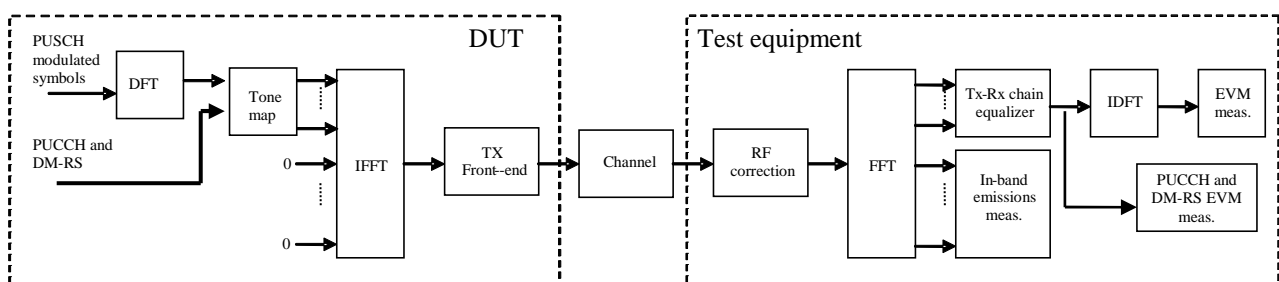 DUT
Test equipment
PUSCH
modulated
symbols
DFT
Tone
map
PUCCH and
DM-RS
0
0
IFFT
TX
Front--end
Channel
RF
correction
FFT
Tx-Rx chain
equalizer
IDFT
EVM
meas.
In-band
emissions
meas.
PUCCH and
DM-RS EVM
meas.